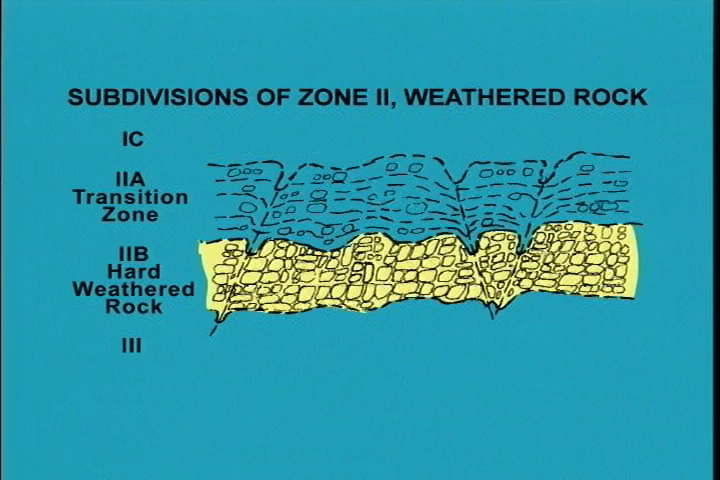 SUBDIVISIONS OF ZONE II, WEATHERED ROCK
IC
IIA
Transition
Zone
IIB
Hard
Weathered
Rock
III